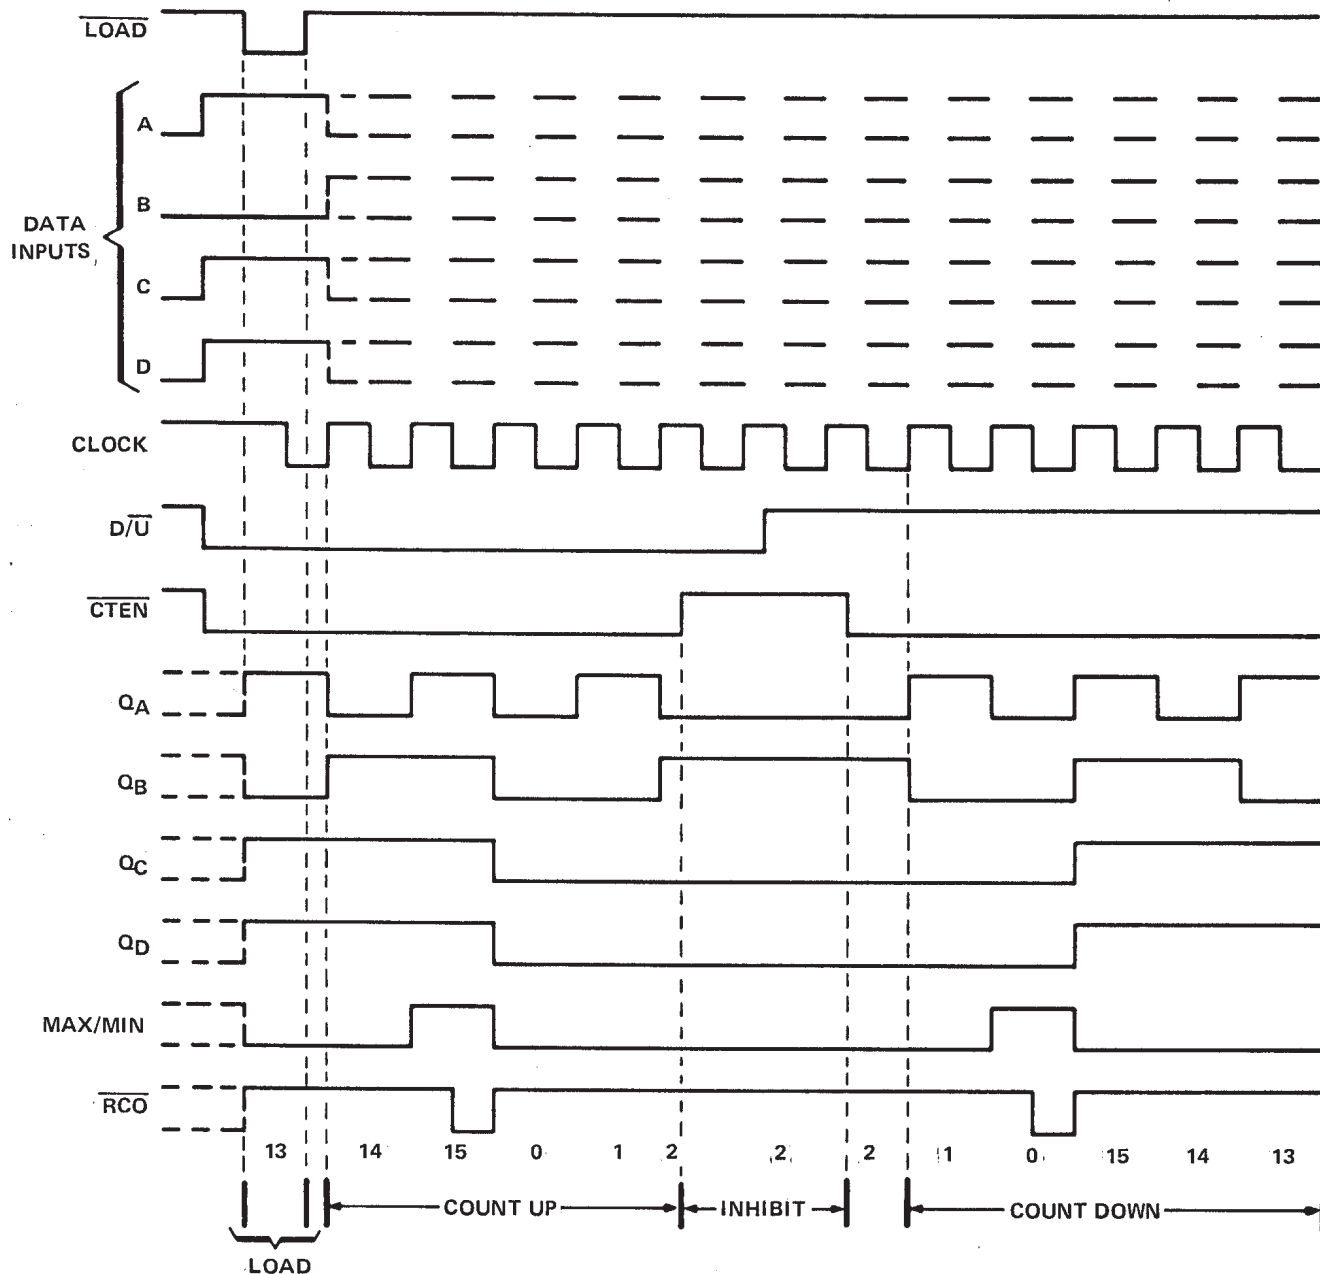 LOAD
A
B
DATA
INPUTS
C
D
CLOCK
D/U
CTEN
QA
QB
QC
QD
MAX/MIN
RCO
13 14 15 0 1 2 2 2 1 0 15 14 13
COUNT UP INHIBIT COUNT DOWN
LOAD